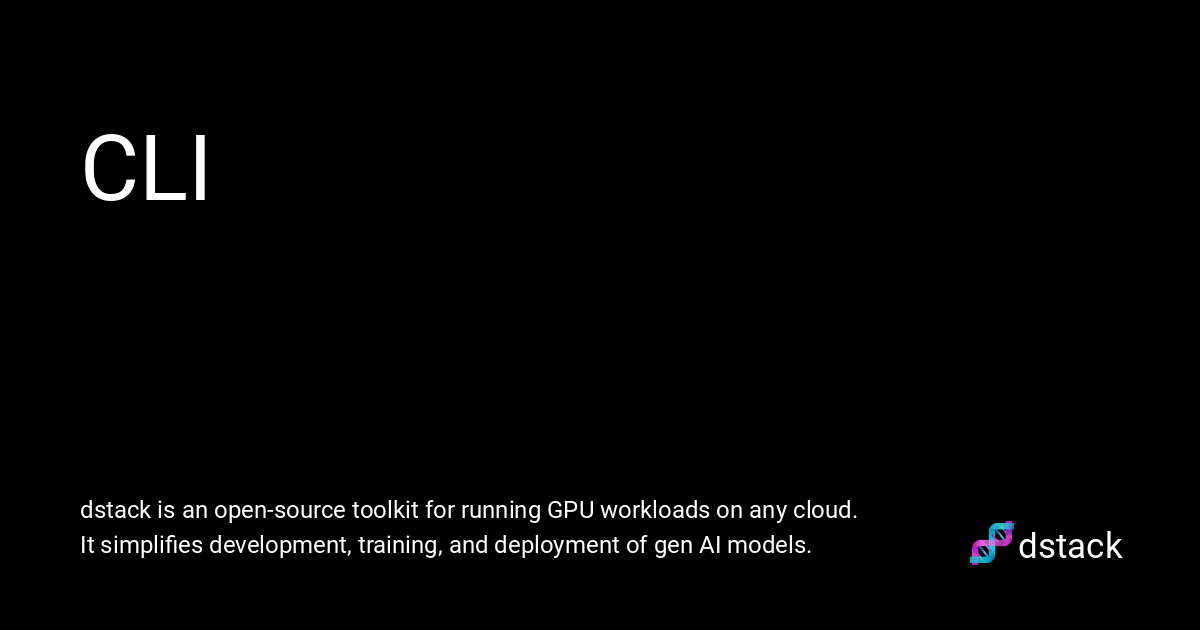 CLI
dstack is an open-source toolkit for running GPU workloads on any cloud.
It simplifies development, training, and deployment of gen AI models.
dstack